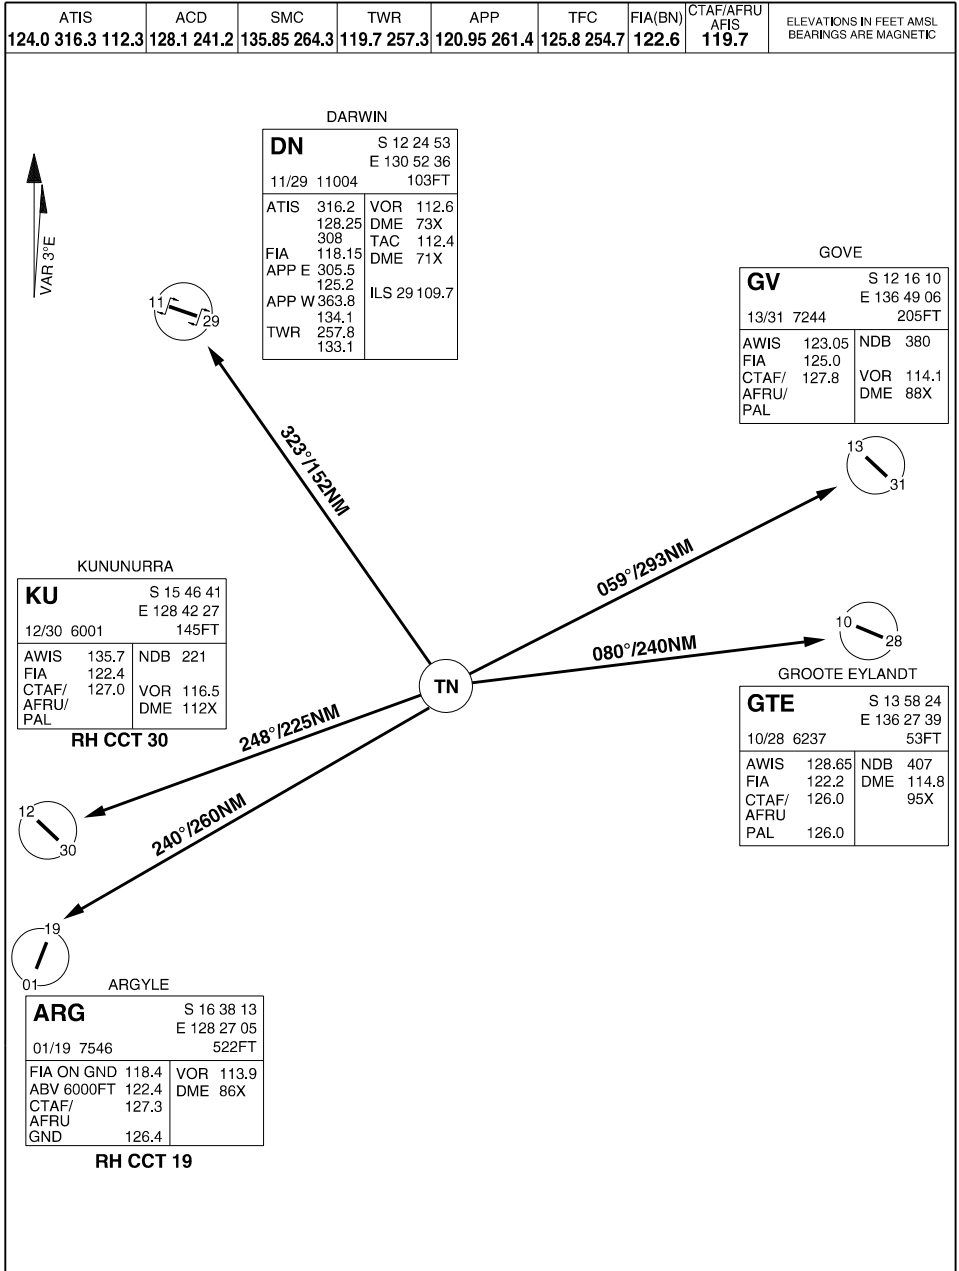 ATIS
124.0 316.3 112.3
ACD
128.1 241.2
SMC
135.85 264.3
TWR
119.7 257.3
APP
120.95 261.4
TFC
125.8 254.7
FIA(BN)
122.6
CTAF/AFRU
AFIS
119.7
ELEVATIONS IN FEET AMSL
BEARINGS ARE MAGNETIC
VAR 3°E
DARWIN
DN S 12 24 53
E 130 52 36
11/29 11004 103FT
ATIS 316.2
128.25
308
FIA 118.15
APP E 305.5
125.2
APP W 363.8
134.1
TWR 257.8
133.1
VOR 112.6
DME 73X
TAC 112.4
DME 71X
ILS 29 109.7
11
29
GOVE
GV S 12 16 10
E 136 49 06
13/31 7244 205FT
AWIS 123.05
FIA 125.0
CTAF/ 127.8
AFRU/
PAL
NDB 380
VOR 114.1
DME 88X
13
31
323°/152NM
059°/293NM
KUNUNURRA
KU S 15 46 41
E 128 42 27
12/30 6001 145FT
AWIS 135.7
FIA 122.4
CTAF/ 127.0
AFRU/
PAL
NDB 221
VOR 116.5
DME 112X
RH CCT 30
10
28
080°/240NM
TN
GROOTE EYLANDT
GTE S 13 58 24
E 136 27 39
10/28 6237 53FT
AWIS 128.65
FIA 122.2
CTAF/ 126.0
AFRU
PAL 126.0
NDB 407
DME 114.8
95X
248°/225NM
12
30
240°/260NM
19
01
ARGYLE
ARG S 16 38 13
E 128 27 05
01/19 7546 522FT
FIA ON GND 118.4
ABV 6000FT 122.4
CTAF/ 127.3
AFRU
GND 126.4
VOR 113.9
DME 86X
RH CCT 19